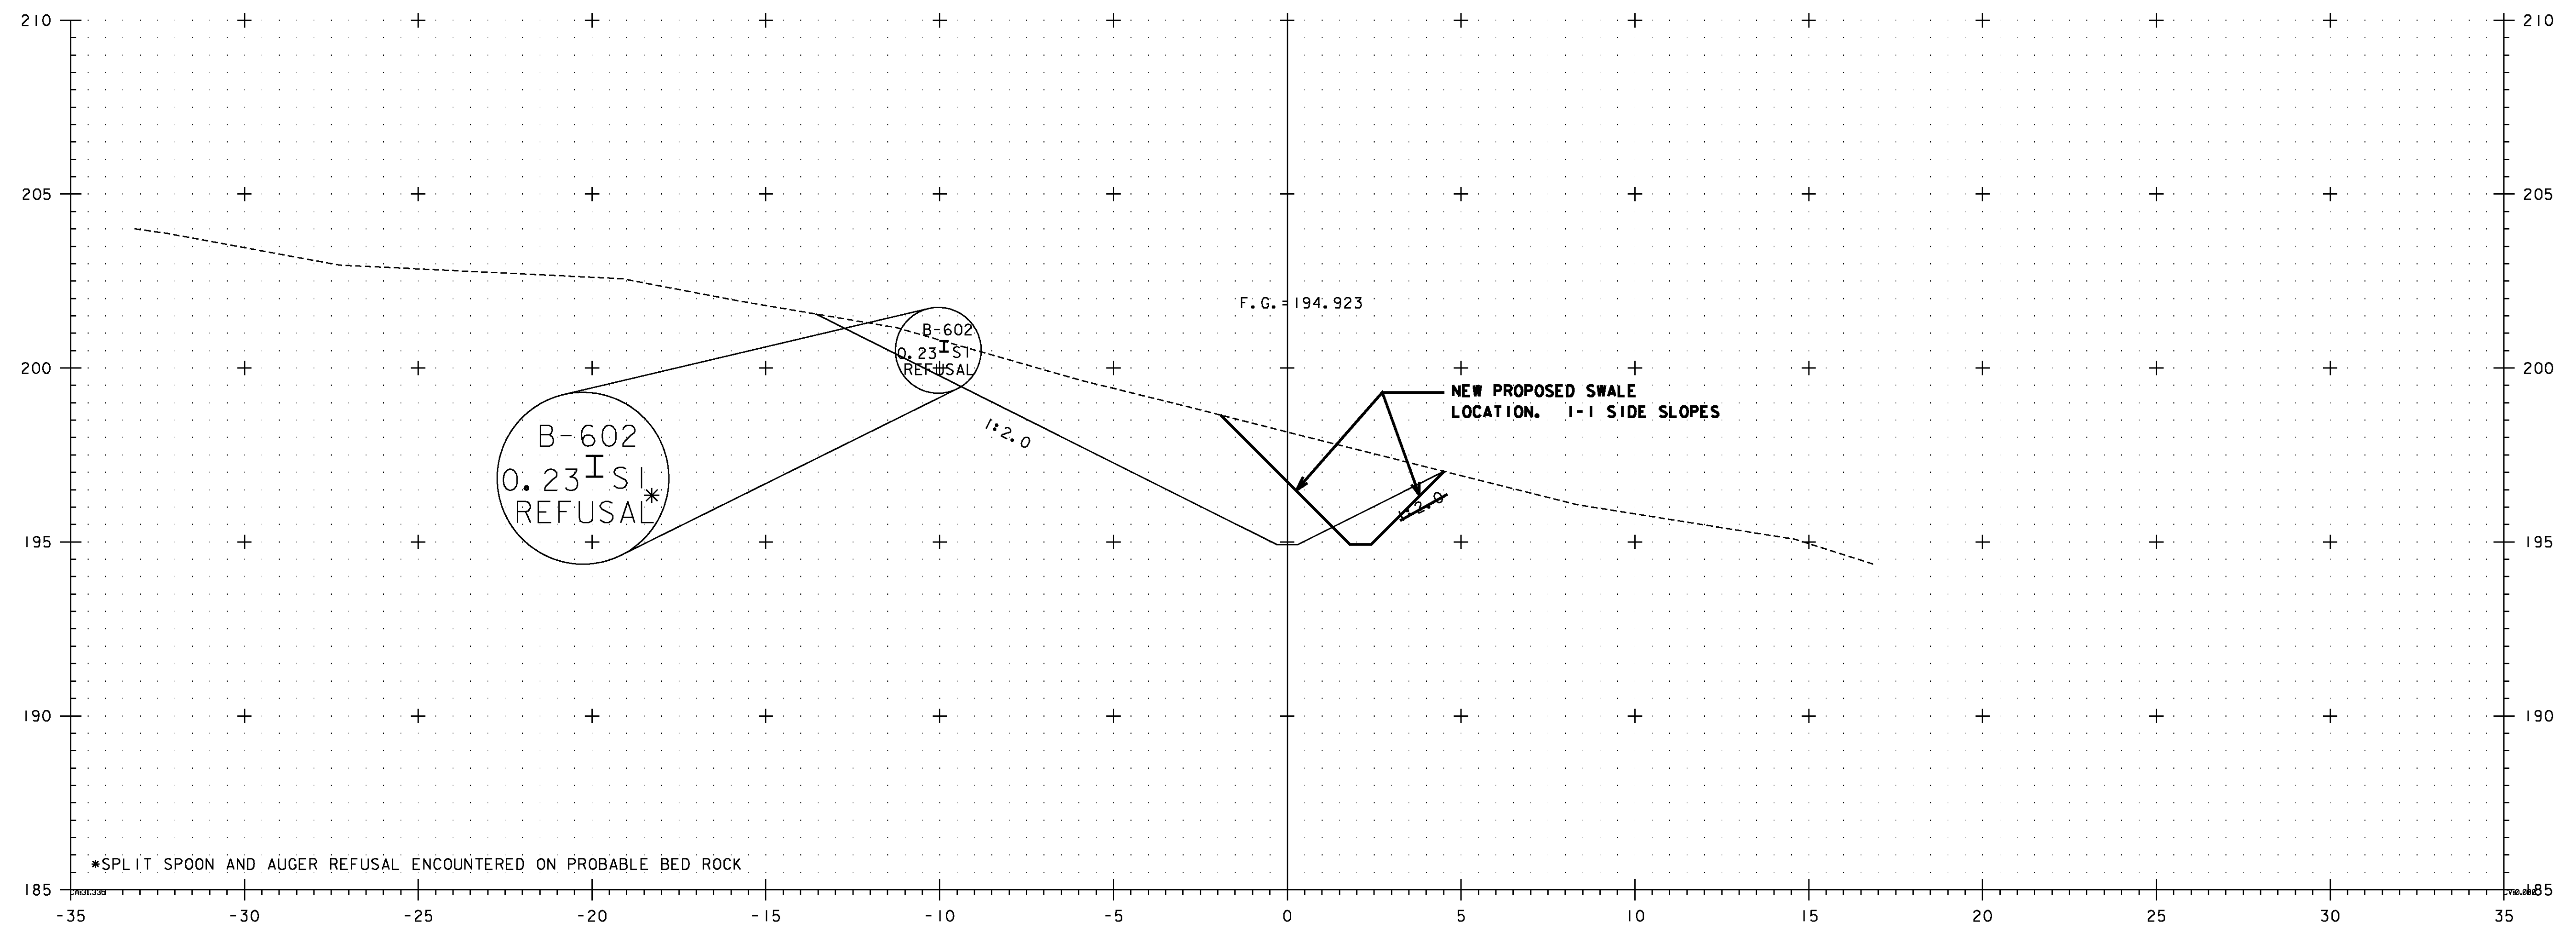 210
210
205
205
F.G.=194.923
B-602
0.23 SI
REFUSAL
200
200
NEW PROPOSED SWALE
LOCATION. 1-1 SIDE SLOPES
1:2.0
B-602
0.23 SI
REFUSAL*
1:2.0
195
195
190
190
*SPLIT SPOON AND AUGER REFUSAL ENCOUNTERED ON PROBABLE BED ROCK
185
185
-35 -30 -25 -20 -15 -10 -5 0 5 10 15 20 25 30 35